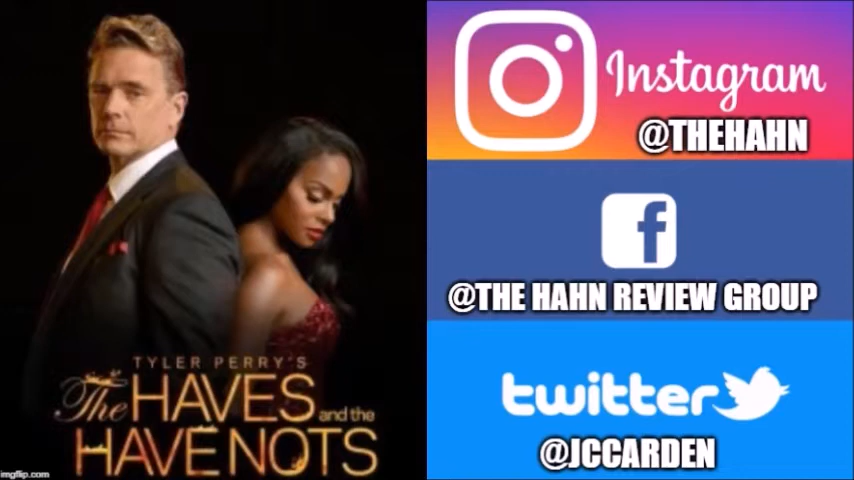 TYLER PERRY'S
The HAVES and the
HAVE NOTS
imgflip.com
Instagram
@THEHAHN
f
@THE HAHN REVIEW GROUP
twitter
@JCCARDEN